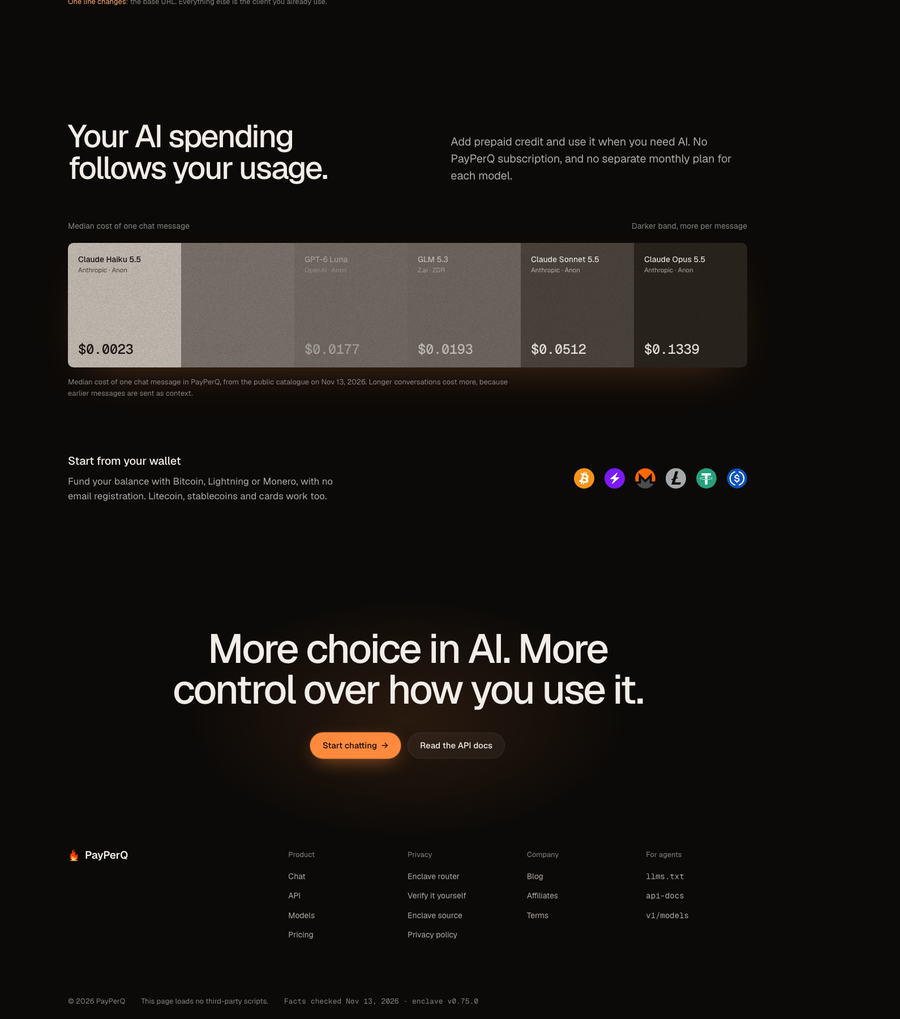 One line changes: the base URL. Everything else is the client you already use.
Your AI spending
follows your usage.
Add prepaid credit and use it when you need AI. No
PayPerQ subscription, and no separate monthly plan for
each model.
Median cost of one chat message
Darker band, more per message
Claude Haiku 5.5
Anthropic · Anon
$0.0023
GPT-6 Luna
OpenAI · Anon
$0.0177
GLM 5.3
Z.ai · ZDR
$0.0193
Claude Sonnet 5.5
Anthropic · Anon
$0.0512
Claude Opus 5.5
Anthropic · Anon
$0.1339
Median cost of one chat message in PayPerQ, from the public catalogue on Nov 13, 2026. Longer conversations cost more, because
earlier messages are sent as context.
Start from your wallet
Fund your balance with Bitcoin, Lightning or Monero, with no
email registration. Litecoin, stablecoins and cards work too.
More choice in AI. More
control over how you use it.
Start chatting →
Read the API docs
PayPerQ
Product
Chat
API
Models
Pricing
Privacy
Enclave router
Verify it yourself
Enclave source
Privacy policy
Company
Blog
Affiliates
Terms
For agents
llms.txt
api-docs
v1/models
© 2026 PayPerQ
This page loads no third-party scripts.
Facts checked Nov 13, 2026 · enclave v0.75.0